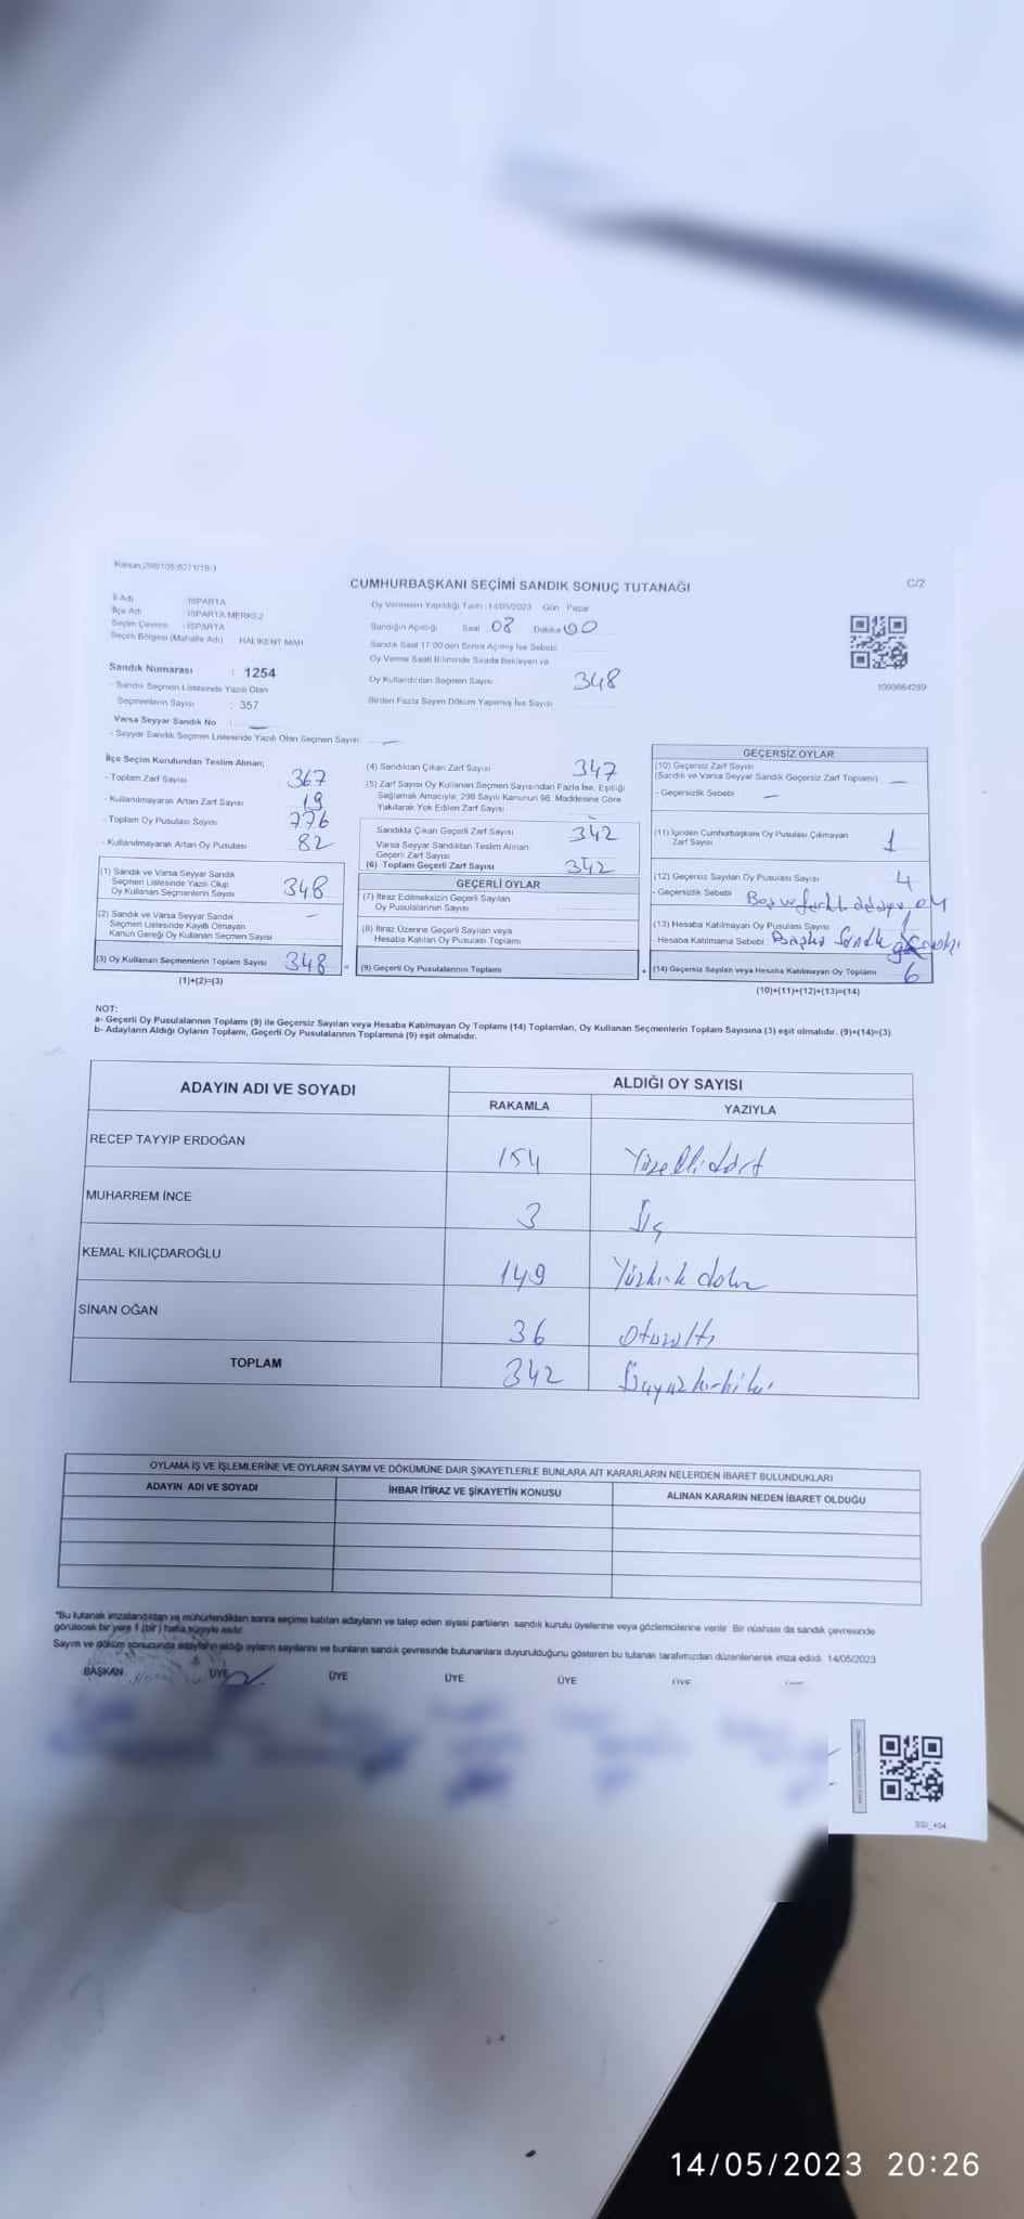 CUMHURBAŞKANI SEÇİMİ SANDIK SONUÇ TUTANAĞI
C/2
İl Adı : ISPARTA
İlçe Adı : ISPARTA MERKEZ
Seçim Çevresi : ISPARTA
Seçim Bölgesi (Mahalle Adı) HALIKENT MAH
Sandık Numarası : 1254
- Sandık Seçmen Listesinde Yazılı Olan
Seçmenlerin Sayısı : 357
Varsa Seyyar Sandık No :
- Seyyar Sandık Seçmen Listesinde Yazılı Olan Seçmen Sayısı: —
Oy Vermenin Yapıldığı Tarih : 14/05/2023 Gün : Pazar
Sandığın Açıldığı Saat : 08 Dakika : 00
Sandık Saat 17:00'den Sonra Açılmış İse Sebebi
Oy Verme Saati Bitiminde Sırada Bekleyen ve
Oy Kullandırılan Seçmen Sayısı 348
Birden Fazla Sayım Döküm Yapılmış İse Sayısı
İlçe Seçim Kurulundan Teslim Alınan;
- Toplam Zarf Sayısı 367
- Kullanılmayarak Artan Zarf Sayısı 19
- Toplam Oy Pusulası Sayısı 776
- Kullanılmayarak Artan Oy Pusulası 82
(1) Sandık ve Varsa Seyyar Sandık
Seçmen Listesinde Yazılı Olup
Oy Kullanan Seçmenlerin Sayısı 348
(2) Sandık ve Varsa Seyyar Sandık
Seçmen Listesinde Kayıtlı Olmayan
Kanun Gereği Oy Kullanan Seçmen Sayısı —
(3) Oy Kullanan Seçmenlerin Toplam Sayısı 348
(1)+(2)=(3)
(4) Sandıktan Çıkan Zarf Sayısı 347
(5) Zarf Sayısı Oy Kullanan Seçmen Sayısından Fazla İse, Eşitliği
Sağlamak Amacıyla, 298 Sayılı Kanunun 98. Maddesine Göre
Yakılarak Yok Edilen Zarf Sayısı
Sandıkta Çıkan Geçerli Zarf Sayısı 342
Varsa Seyyar Sandıktan Teslim Alınan
Geçerli Zarf Sayısı
(6) Toplam Geçerli Zarf Sayısı 342
GEÇERLİ OYLAR
(7) İtiraz Edilmeksizin Geçerli Sayılan
Oy Pusulalarının Sayısı
(8) İtiraz Üzerine Geçerli Sayılan veya
Hesaba Katılan Oy Pusulası Toplamı
(9) Geçerli Oy Pusulalarının Toplamı
GEÇERSİZ OYLAR
(10) Geçersiz Zarf Sayısı
(Sandık ve Varsa Seyyar Sandık Geçersiz Zarf Toplamı) —
- Geçersizlik Sebebi —
(11) İçinden Cumhurbaşkanı Oy Pusulası Çıkmayan
Zarf Sayısı 1
(12) Geçersiz Sayılan Oy Pusulası Sayısı 4
- Geçersizlik Sebebi
(13) Hesaba Katılmayan Oy Pusulası Sayısı
Hesaba Katılmama Sebebi Başka Sandık
(14) Geçersiz Sayılan veya Hesaba Katılmayan Oy Toplamı 6
(10)+(11)+(12)+(13)=(14)
NOT:
a- Geçerli Oy Pusulalarının Toplamı (9) ile Geçersiz Sayılan veya Hesaba Katılmayan Oy Toplamı (14) Toplamları, Oy Kullanan Seçmenlerin Toplam Sayısına (3) eşit olmalıdır. (9)+(14)=(3)
b- Adayların Aldığı Oyların Toplamı, Geçerli Oy Pusulalarının Toplamına (9) eşit olmalıdır.
ADAYIN ADI VE SOYADI
ALDIĞI OY SAYISI
RAKAMLA YAZIYLA
RECEP TAYYİP ERDOĞAN 154 Yüzellidört
MUHARREM İNCE 3 Üç
KEMAL KILIÇDAROĞLU 149 Yüzkırk dokuz
SİNAN OĞAN 36 Otuzaltı
TOPLAM 342 Üçyüzkırkiki
OYLAMA İŞ VE İŞLEMLERİNE VE OYLARIN SAYIM VE DÖKÜMÜNE DAİR ŞİKAYETLERLE BUNLARA AİT KARARLARIN NELERDEN İBARET BULUNDUKLARI
ADAYIN ADI VE SOYADI İHBAR İTİRAZ VE ŞİKAYETİN KONUSU ALINAN KARARIN NEDEN İBARET OLDUĞU
*Bu tutanak imzalandıktan ve mühürlendikten sonra seçime katılan adayların ve talep eden siyasi partilerin sandık kurulu üyelerine veya gözlemcilerine verilir. Bir nüshası da sandık çevresinde
görülecek bir yere 1 (bir) hafta süreyle asılır.
Sayım ve döküm sonucunda adayların aldığı oyların sayılarını ve bunların sandık çevresinde bulunanlara duyurulduğunu gösteren bu tutanak tarafımızdan düzenlenerek imza edildi. 14/05/2023
BAŞKAN ÜYE ÜYE ÜYE ÜYE ÜYE
14/05/2023 20:26